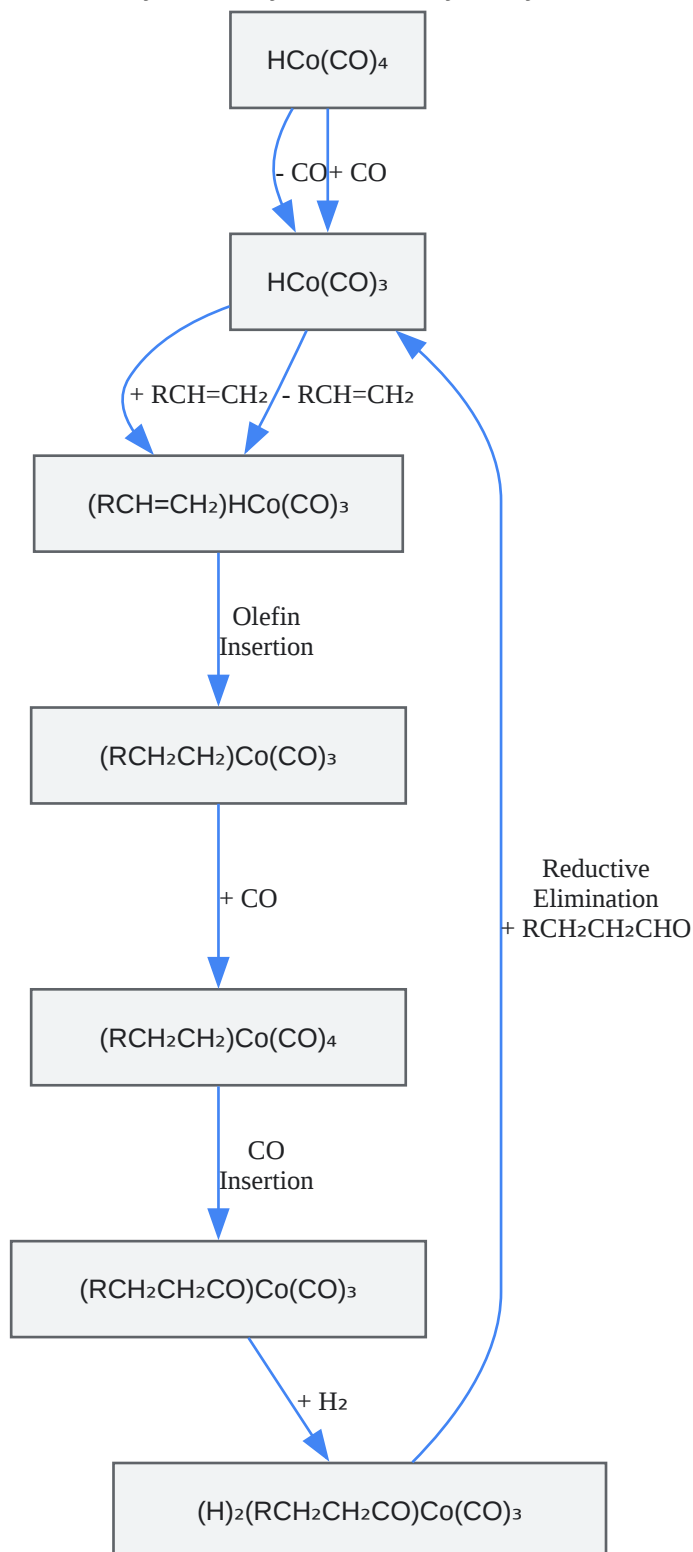 HCo(CO)₄
- CO
+ CO
HCo(CO)₃
+ RCH=CH₂
- RCH=CH₂
(RCH=CH₂)HCo(CO)₃
Olefin
Insertion
(RCH₂CH₂)Co(CO)₃
Reductive
Elimination
+ RCH₂CH₂CHO
+ CO
(RCH₂CH₂)Co(CO)₄
CO
Insertion
(RCH₂CH₂CO)Co(CO)₃
+ H₂
(H)₂(RCH₂CH₂CO)Co(CO)₃